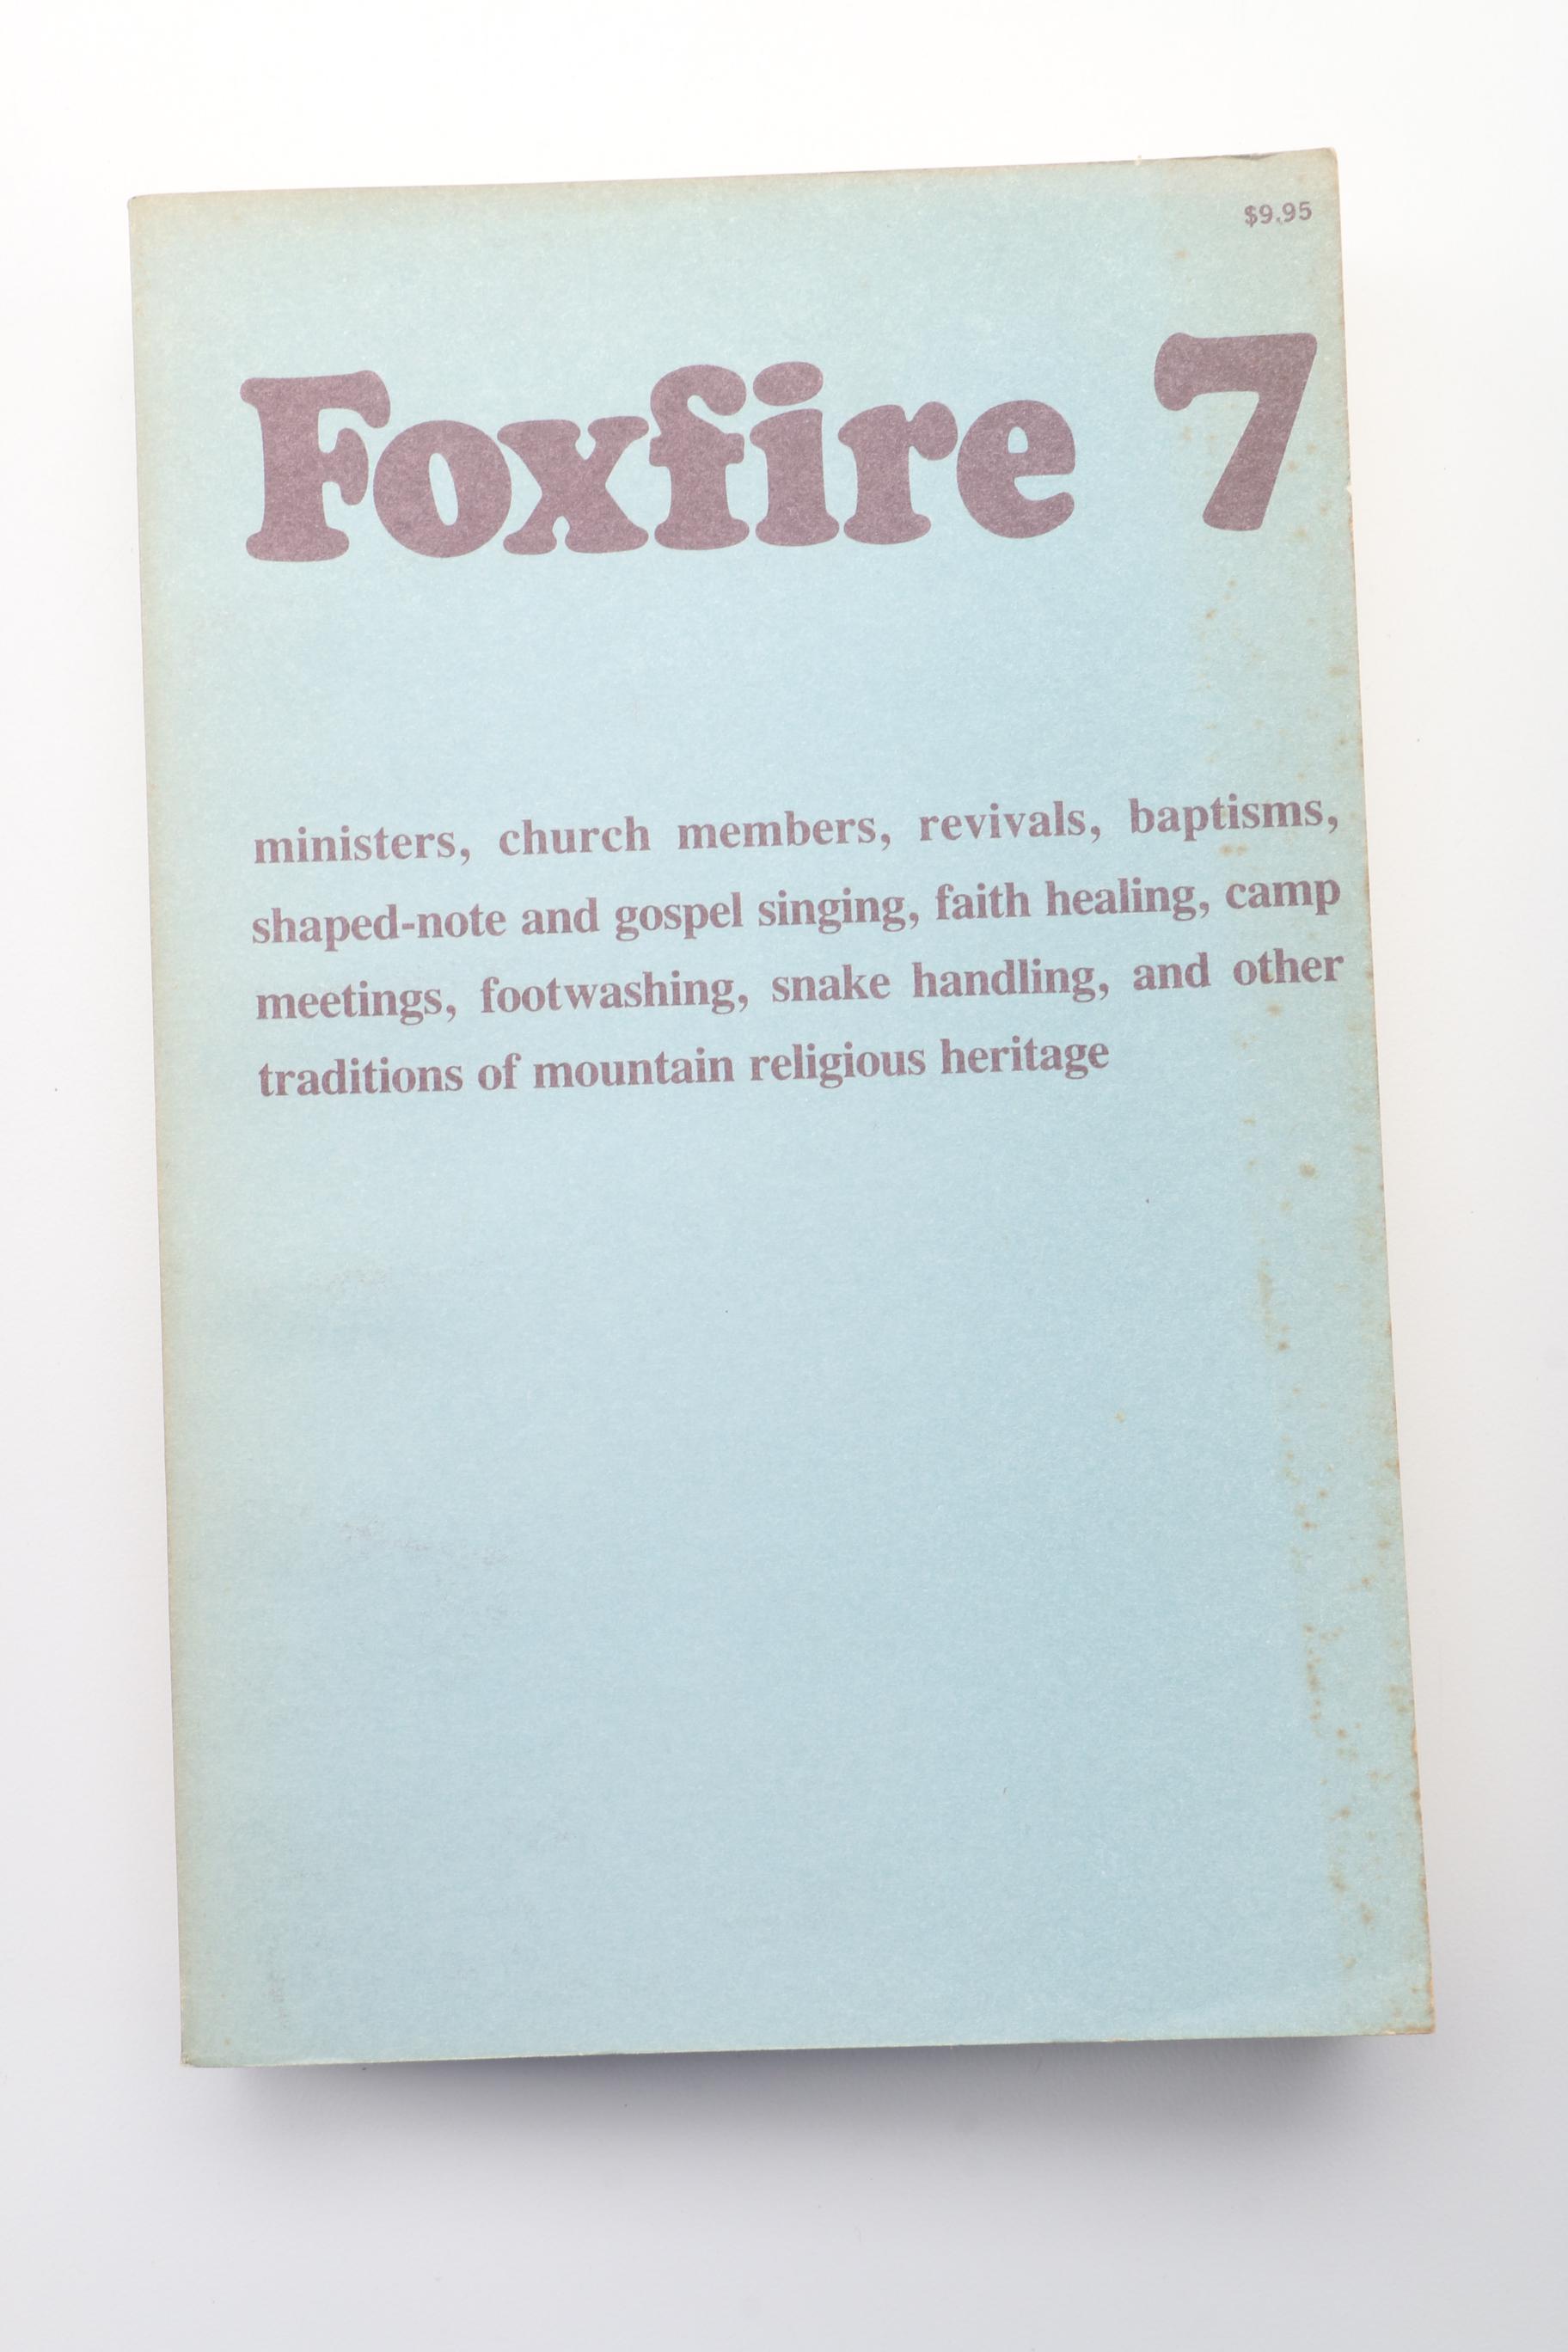 $9.95
Foxfire 7
ministers, church members, revivals, baptisms,
shaped-note and gospel singing, faith healing, camp
meetings, footwashing, snake handling, and other
traditions of mountain religious heritage